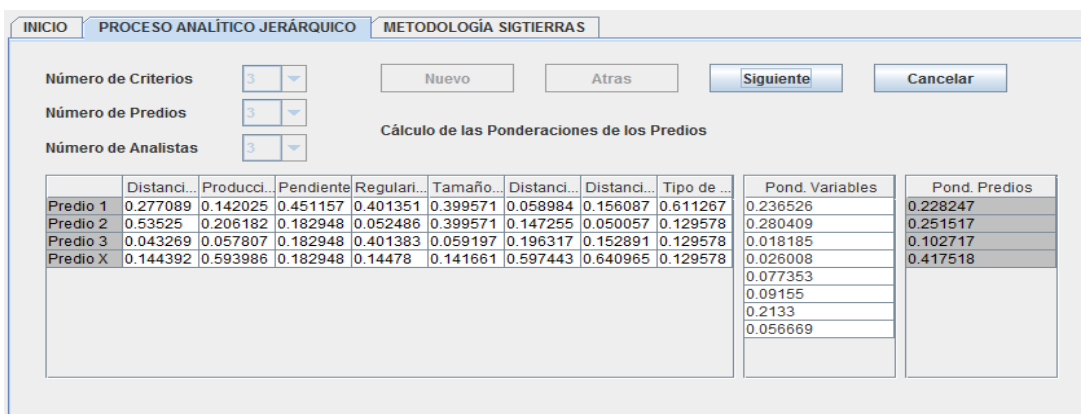 INICIO PROCESO ANALÍTICO JERÁRQUICO METODOLOGÍA SIGTIERRAS
Número de Criterios 3 Nuevo Atras Siguiente Cancelar
Número de Predios 3
Cálculo de las Ponderaciones de los Predios
Número de Analistas 3
Distanci... Producci... Pendiente Regulari... Tamaño... Distanci... Distanci... Tipo de ... Pond. Variables Pond. Predios
Predio 1 0.277089 0.142025 0.451157 0.401351 0.399571 0.058984 0.156087 0.611267 0.236526 0.228247
Predio 2 0.53525 0.206182 0.182948 0.052486 0.399571 0.147255 0.050057 0.129578 0.280409 0.251517
Predio 3 0.043269 0.057807 0.182948 0.401383 0.059197 0.196317 0.152891 0.129578 0.018185 0.102717
Predio X 0.144392 0.593986 0.182948 0.14478 0.141661 0.597443 0.640965 0.129578 0.026008 0.417518
0.077353
0.09155
0.2133
0.056669